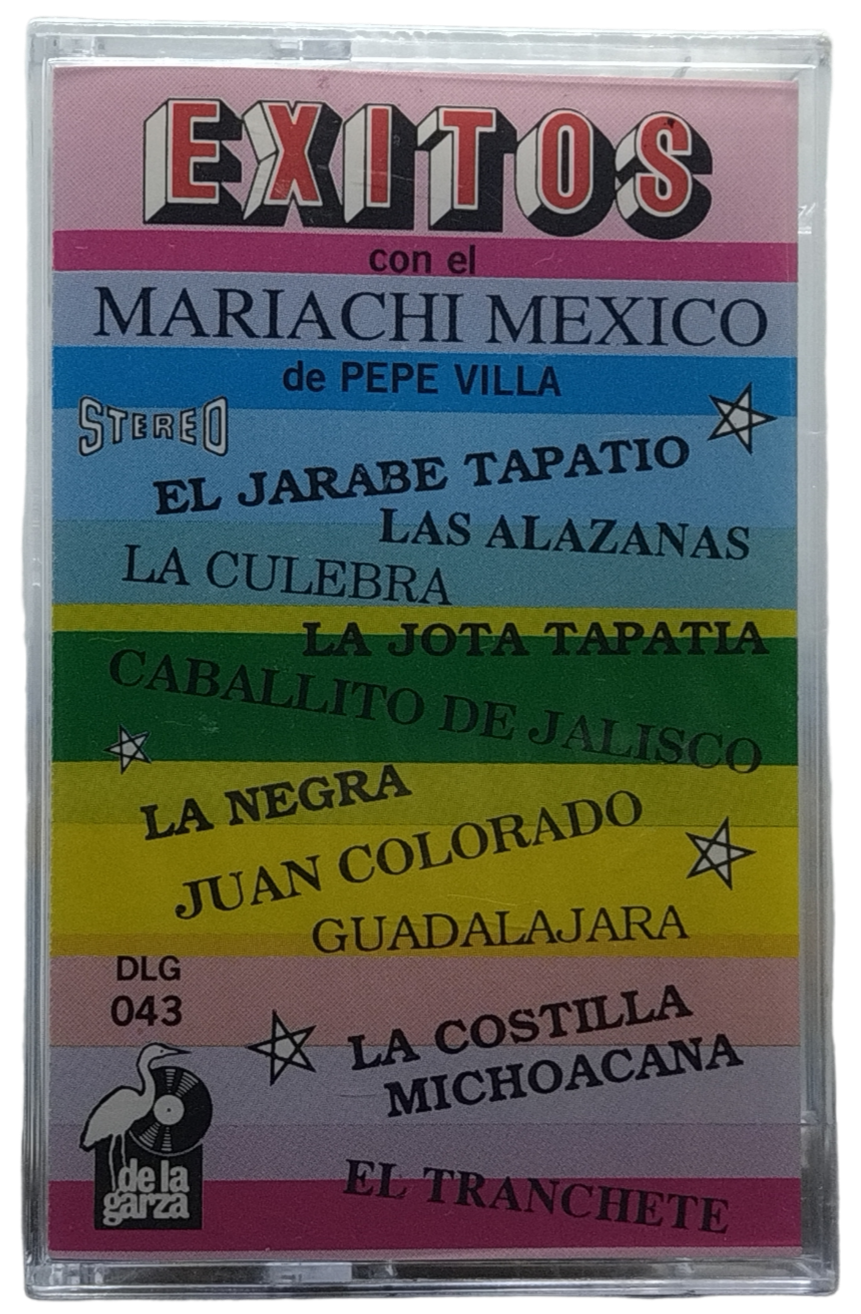 EXITOS
con el
MARIACHI MEXICO
de PEPE VILLA
STEREO
EL JARABE TAPATIO
LAS ALAZANAS
LA CULEBRA
LA JOTA TAPATIA
CABALLITO DE JALISCO
LA NEGRA
JUAN COLORADO
GUADALAJARA
DLG
043
LA COSTILLA
MICHOACANA
de la
garza
EL TRANCHETE